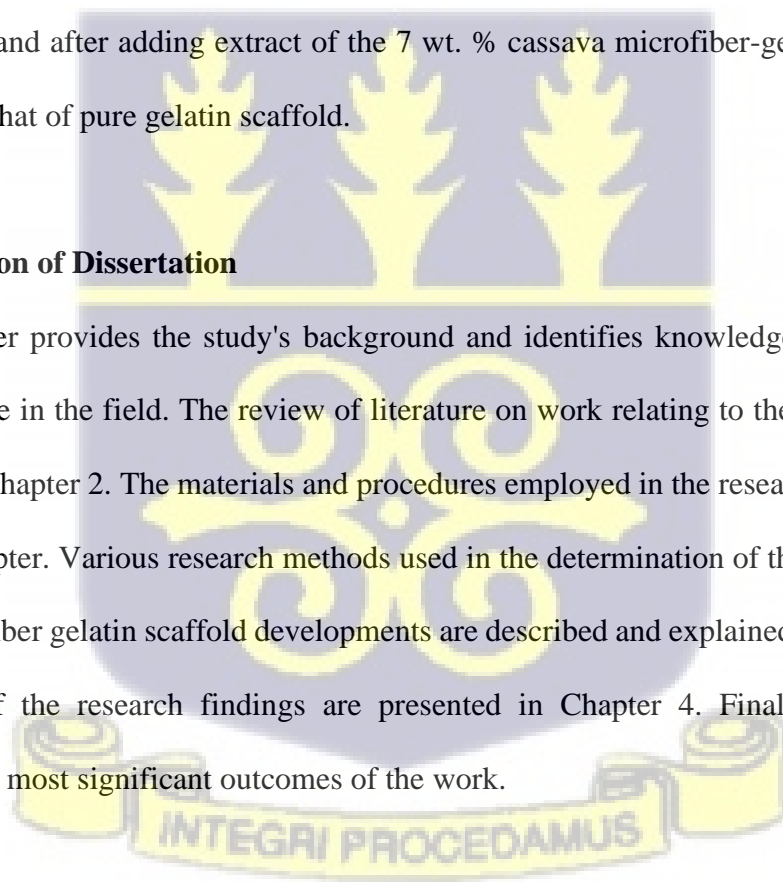 and after adding extract of the 7 wt. % cassava microfiber-ge
hat of pure gelatin scaffold.
on of Dissertation
er provides the study's background and identifies knowledge
e in the field. The review of literature on work relating to the
hapter 2. The materials and procedures employed in the resea
pter. Various research methods used in the determination of th
ber gelatin scaffold developments are described and explained
f the research findings are presented in Chapter 4. Final
most significant outcomes of the work.
INTEGRI PROCEDAMUS